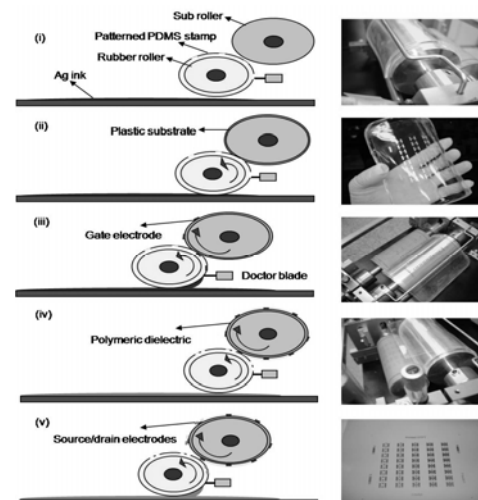 Sub roller
(i)
Patterned PDMS stamp
Rubber roller
Ag ink
(ii)
Plastic substrate
(iii)
Gate electrode
Doctor blade
(iv)
Polymeric dielectric
(v)
Source/drain electrodes